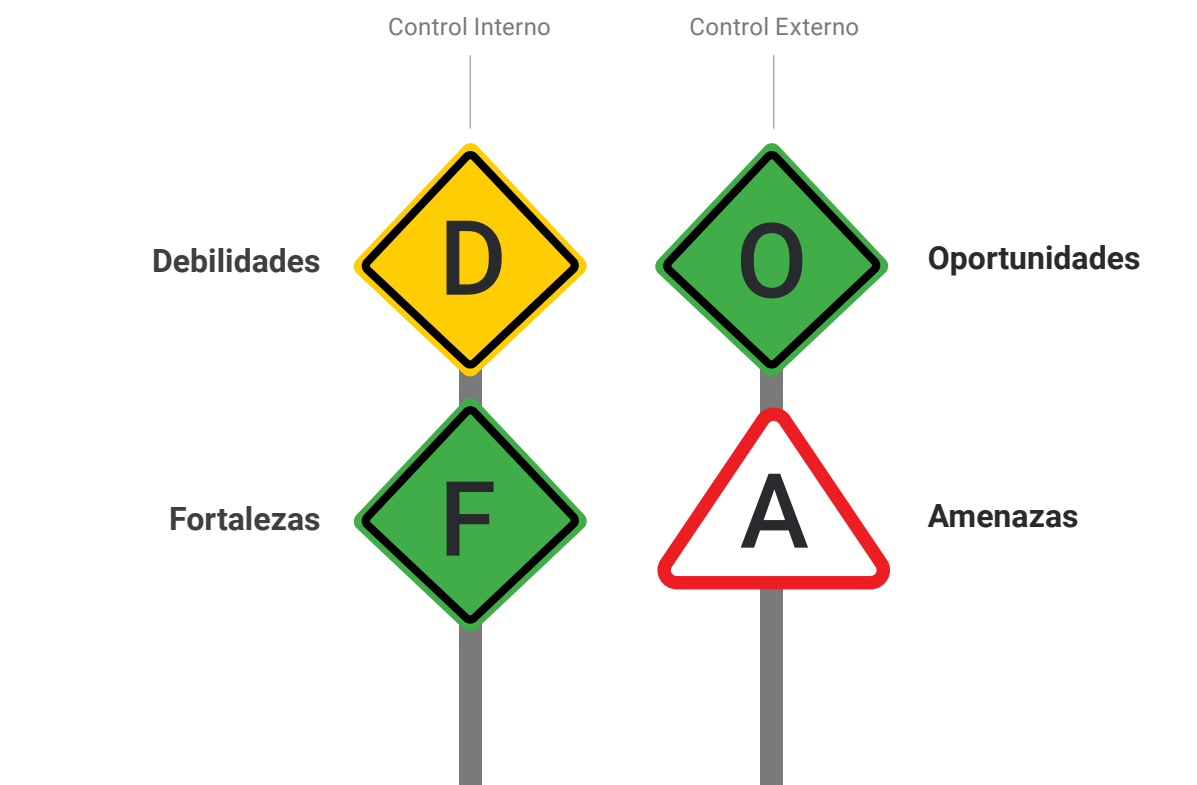 Control Interno
Control Externo
Debilidades
D
O
Oportunidades
Fortalezas
F
A
Amenazas